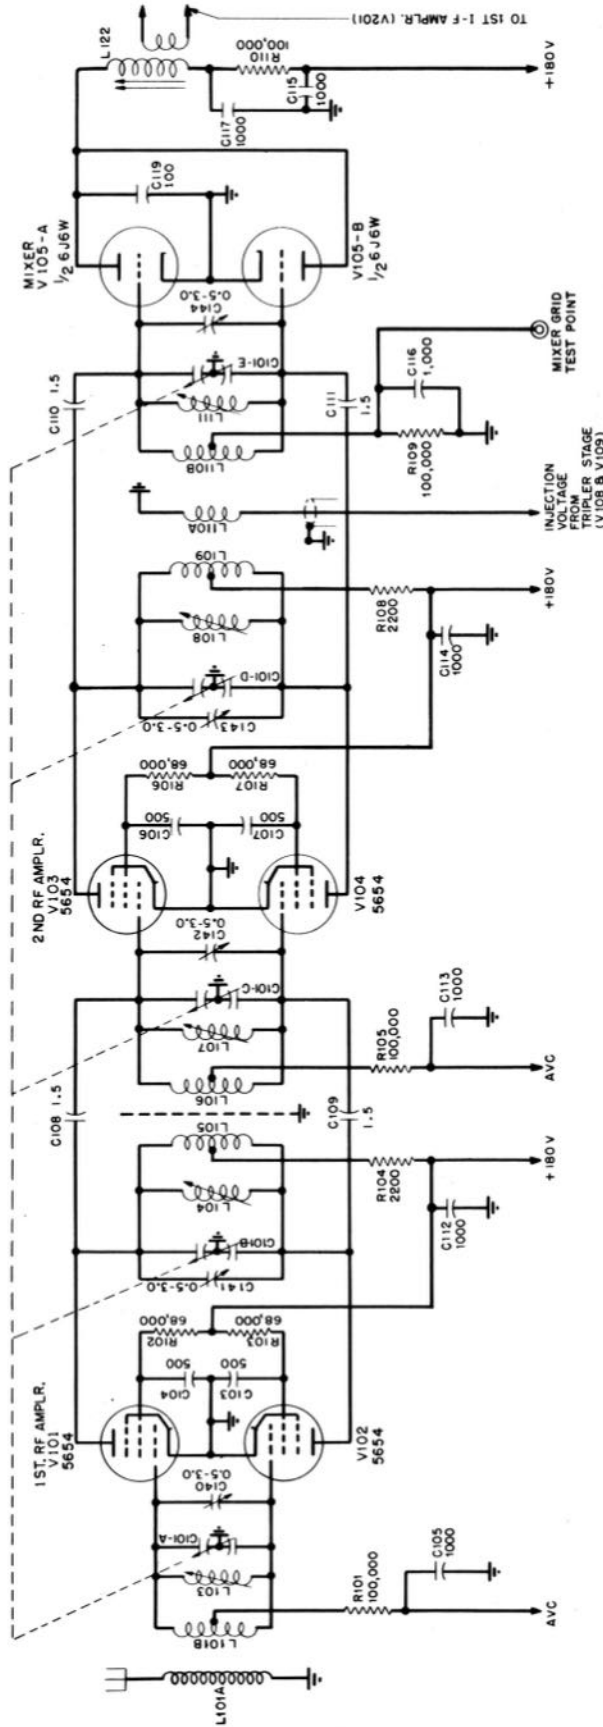 TO 1ST I-F AMPLR. (V201)
L122
R110
100,000
C115
1000
C117
1000
+180V
C119
100
MIXER
V105-A
1/2 6J6W
V105-B
1/2 6J6W
C144
0.5-3.0
C101-E
L111
L110B
C110 1.5
C111
1.5
C116
1,000
R109
100,000
MIXER GRID
TEST POINT
L110A
INJECTION
VOLTAGE
FROM
TRIPLER STAGE
(V108 & V109)
L109
L108
C101-D
C143
0.5-3.0
R108
2200
+180V
C114
1000
R106
68,000
R107
68,000
C106
500
C107
500
2ND RF AMPLR.
V103
5654
V104
5654
C142
0.5-3.0
C101-C
L107
L106
C108 1.5
C109
1.5
R105
100,000
C113
1000
AVC
L105
L104
C101B
C141
0.5-3.0
R104
2200
+180V
C112
1000
R102
68,000
R103
68,000
C104
500
C103
500
1ST. RF AMPLR.
V101
5654
V102
5654
C140
0.5-3.0
C101-A
L103
L101B
R101
100,000
C105
1000
AVC
L101A